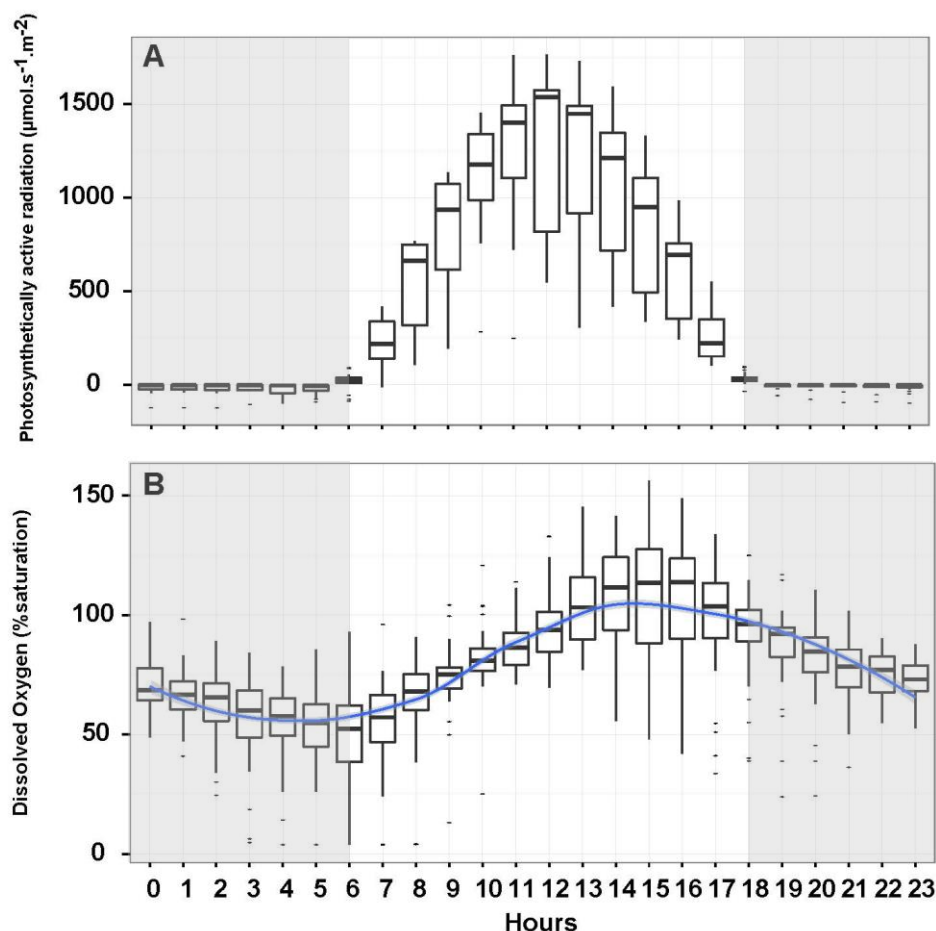 Photosynthetically active radiation (µmol.s⁻¹.m⁻²)
A
1500
1000
500
0
Dissolved Oxygen (%saturation)
B
150
100
50
0
0 1 2 3 4 5 6 7 8 9 10 11 12 13 14 15 16 17 18 19 20 21 22 23
Hours